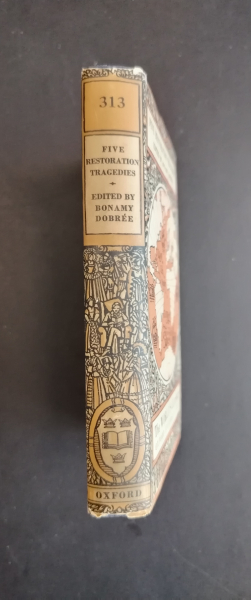 313
FIVE
RESTORATION
TRAGEDIES
EDITED BY
BONAMY
DOBRÉE
OXFORD